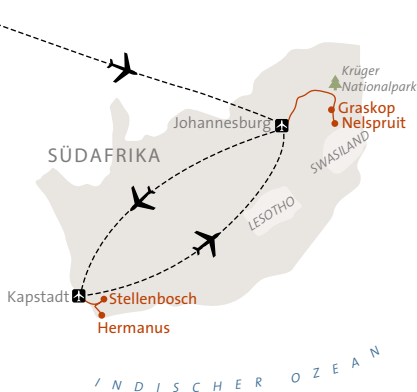 Krüger
Nationalpark
Graskop
Johannesburg
Nelspruit
SÜDAFRIKA
SWASILAND
LESOTHO
Kapstadt
Stellenbosch
Hermanus
INDISCHER OZEAN